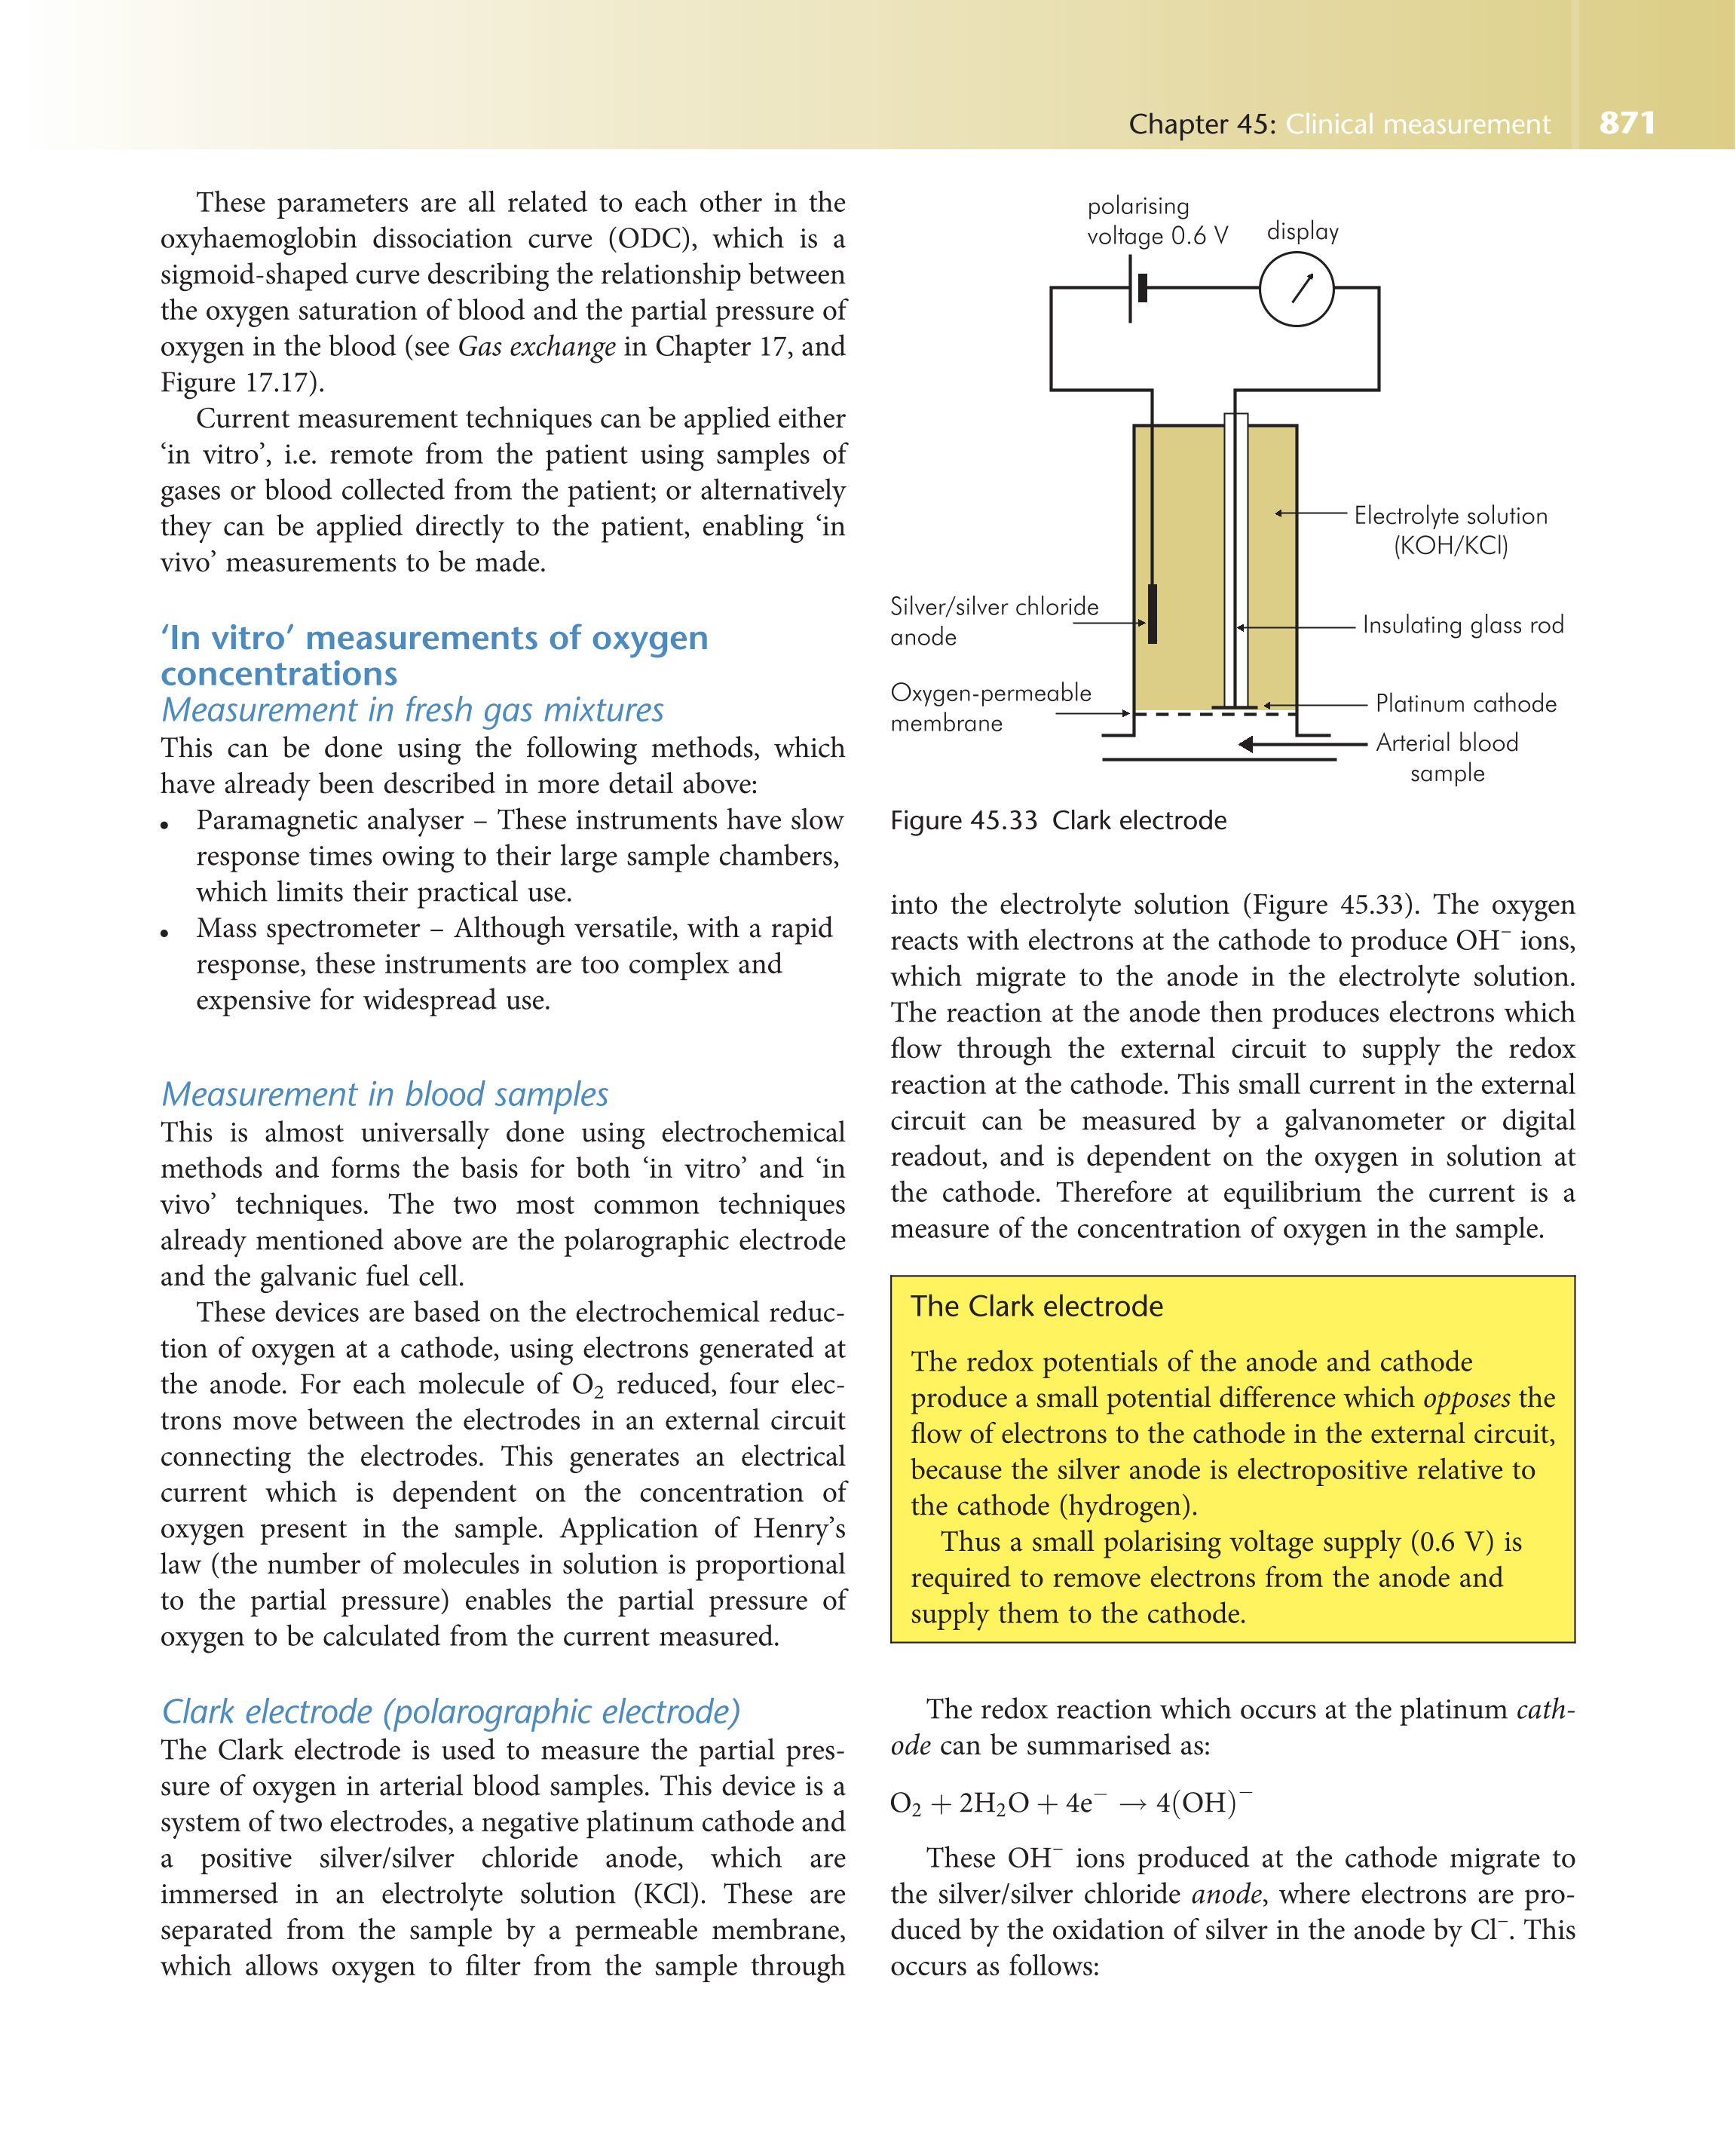 Chapter 45: Clinical measurement 871
These parameters are all related to each other in the
oxyhaemoglobin dissociation curve (ODC), which is a
sigmoid-shaped curve describing the relationship between
the oxygen saturation of blood and the partial pressure of
oxygen in the blood (see Gas exchange in Chapter 17, and
Figure 17.17).
Current measurement techniques can be applied either
‘in vitro’, i.e. remote from the patient using samples of
gases or blood collected from the patient; or alternatively
they can be applied directly to the patient, enabling ‘in
vivo’ measurements to be made.
‘In vitro’ measurements of oxygen
concentrations
Measurement in fresh gas mixtures
This can be done using the following methods, which
have already been described in more detail above:
• Paramagnetic analyser – These instruments have slow
response times owing to their large sample chambers,
which limits their practical use.
• Mass spectrometer – Although versatile, with a rapid
response, these instruments are too complex and
expensive for widespread use.
Measurement in blood samples
This is almost universally done using electrochemical
methods and forms the basis for both ‘in vitro’ and ‘in
vivo’ techniques. The two most common techniques
already mentioned above are the polarographic electrode
and the galvanic fuel cell.
These devices are based on the electrochemical reduc-
tion of oxygen at a cathode, using electrons generated at
the anode. For each molecule of O₂ reduced, four elec-
trons move between the electrodes in an external circuit
connecting the electrodes. This generates an electrical
current which is dependent on the concentration of
oxygen present in the sample. Application of Henry’s
law (the number of molecules in solution is proportional
to the partial pressure) enables the partial pressure of
oxygen to be calculated from the current measured.
Clark electrode (polarographic electrode)
The Clark electrode is used to measure the partial pres-
sure of oxygen in arterial blood samples. This device is a
system of two electrodes, a negative platinum cathode and
a positive silver/silver chloride anode, which are
immersed in an electrolyte solution (KCl). These are
separated from the sample by a permeable membrane,
which allows oxygen to filter from the sample through
polarising
voltage 0.6 V
display
Electrolyte solution
(KOH/KCl)
Silver/silver chloride
anode
Insulating glass rod
Oxygen-permeable
membrane
Platinum cathode
Arterial blood
sample
Figure 45.33 Clark electrode
into the electrolyte solution (Figure 45.33). The oxygen
reacts with electrons at the cathode to produce OH⁻ ions,
which migrate to the anode in the electrolyte solution.
The reaction at the anode then produces electrons which
flow through the external circuit to supply the redox
reaction at the cathode. This small current in the external
circuit can be measured by a galvanometer or digital
readout, and is dependent on the oxygen in solution at
the cathode. Therefore at equilibrium the current is a
measure of the concentration of oxygen in the sample.
The Clark electrode
The redox potentials of the anode and cathode
produce a small potential difference which opposes the
flow of electrons to the cathode in the external circuit,
because the silver anode is electropositive relative to
the cathode (hydrogen).
Thus a small polarising voltage supply (0.6 V) is
required to remove electrons from the anode and
supply them to the cathode.
The redox reaction which occurs at the platinum cath-
ode can be summarised as:
O₂ + 2H₂O + 4e⁻ → 4(OH)⁻
These OH⁻ ions produced at the cathode migrate to
the silver/silver chloride anode, where electrons are pro-
duced by the oxidation of silver in the anode by Cl⁻. This
occurs as follows: